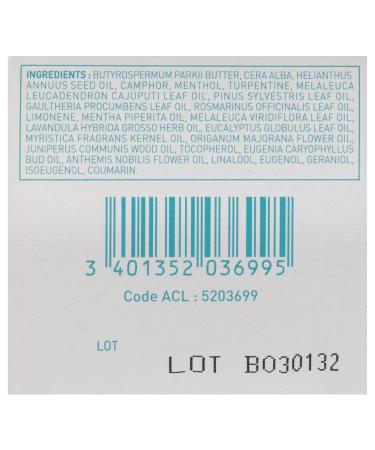 INGREDIENTS : BUTYROSPERMUM PARKII BUTTER, CERA ALBA, HELIANTHUS
ANNUUS SEED OIL, CAMPHOR, MENTHOL, TURPENTINE, MELALEUCA
LEUCADENDRON CAJUPUTI LEAF OIL, PINUS SYLVESTRIS LEAF OIL,
GAULTHERIA PROCUMBENS LEAF OIL, ROSMARINUS OFFICINALIS LEAF OIL,
LIMONENE, MENTHA PIPERITA OIL, MELALEUCA VIRIDIFLORA LEAF OIL,
LAVANDULA HYBRIDA GROSSO HERB OIL, EUCALYPTUS GLOBULUS LEAF OIL,
MYRISTICA FRAGRANS KERNEL OIL, ORIGANUM MAJORANA FLOWER OIL,
JUNIPERUS COMMUNIS WOOD OIL, TOCOPHEROL, EUGENIA CARYOPHYLLUS
BUD OIL, ANTHEMIS NOBILIS FLOWER OIL, LINALOOL, EUGENOL, GERANIOL,
ISOEUGENOL, COUMARIN.
3 401352 036995
Code ACL : 5203699
LOT
LOT B030132